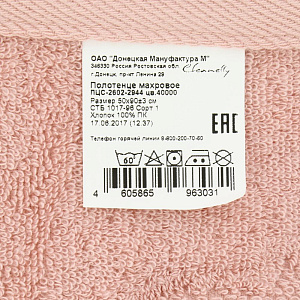 ОАО "Донецкая Мануфактура М"
346330 Россия Ростовская обл
г Донецк, пр-кт Ленина 29
Cleanelly
Полотенце махровое
ПЦС-2602-2944 цв.40000
Размер 50х90±3 см
СТБ 1017-96 Сорт 1
Хлопок 100% ПК
17.06.2017 (12:37)
Телефон горячей линии 8-800-200-70-60
EAC
4 605865 963031